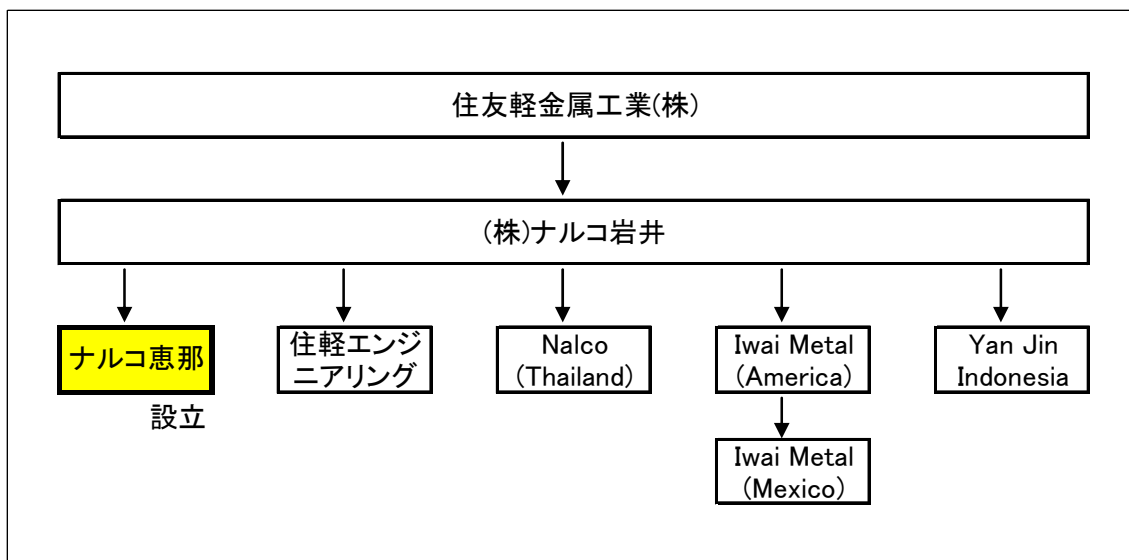 住友軽金属工業(株)
(株)ナルコ岩井
ナルコ恵那
設立
住軽エンジ
ニアリング
Nalco
(Thailand)
Iwai Metal
(America)
Yan Jin
Indonesia
Iwai Metal
(Mexico)